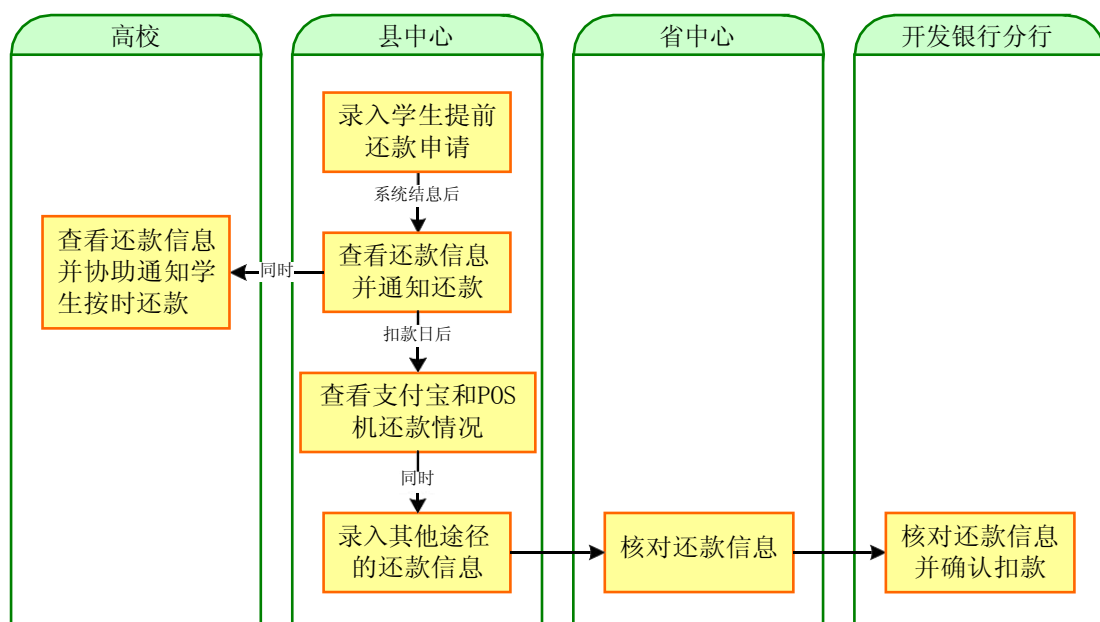 高校
县中心
省中心
开发银行分行
录入学生提前
还款申请
系统结息后
查看还款信息
并协助通知学
生按时还款
同时
查看还款信息
并通知还款
扣款日后
查看支付宝和POS
机还款情况
同时
录入其他途径
的还款信息
核对还款信息
核对还款信息
并确认扣款